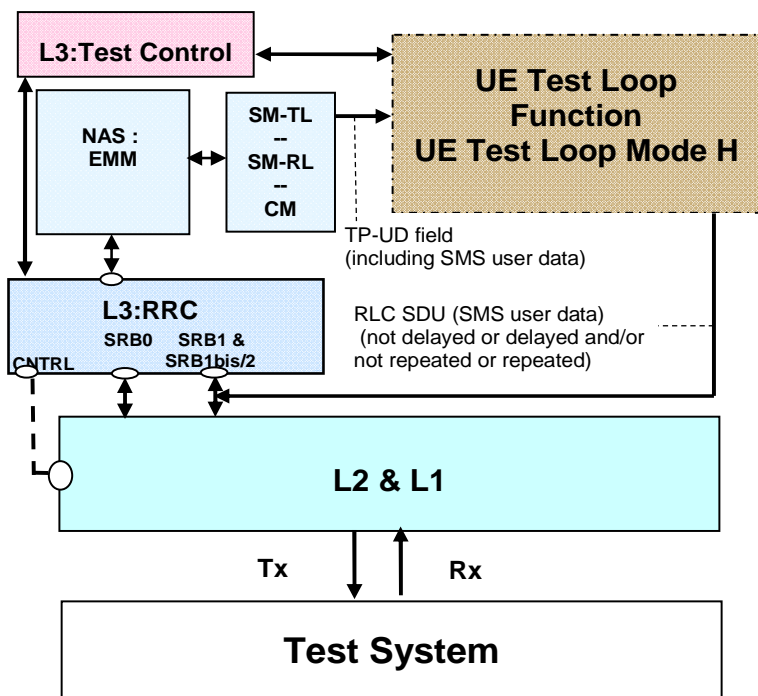 L3:Test Control
UE Test Loop
Function
UE Test Loop Mode H
NAS :
EMM
SM-TL
--
SM-RL
--
CM
TP-UD field
(including SMS user data)
L3:RRC
SRB0
SRB1 &
SRB1bis/2
CNTRL
RLC SDU (SMS user data)
(not delayed or delayed and/or
not repeated or repeated)
L2 & L1
Tx
Rx
Test System